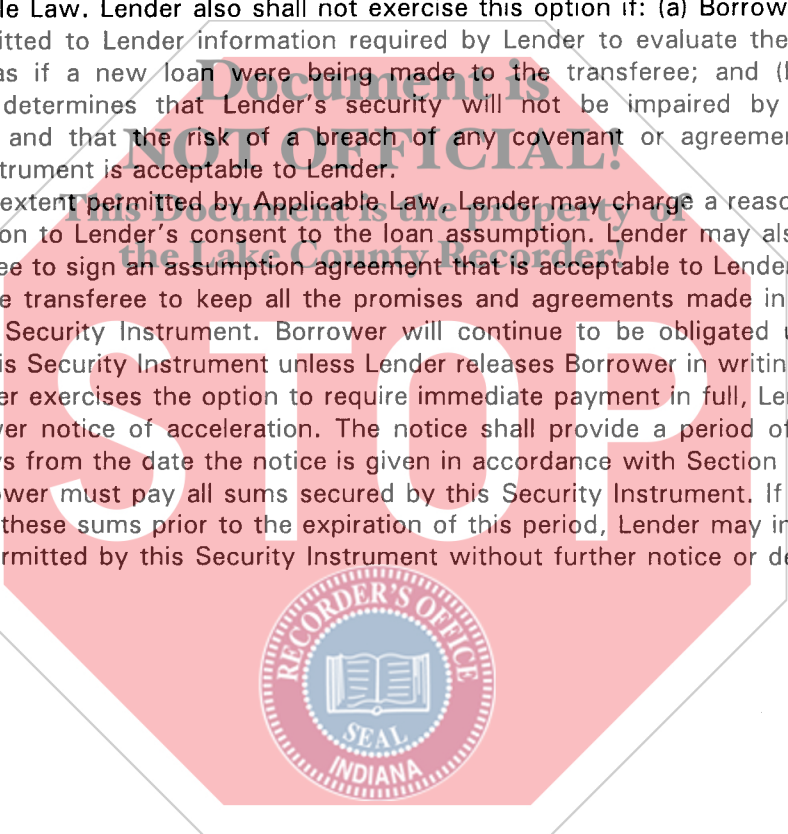 le Law. Lender also shall not exercise this option if: (a) Borrow
itted to Lender information required by Lender to evaluate the
as if a new loan were being made to the transferee; and (
determines that Lender's security will not be impaired by
and that the risk of a breach of any covenant or agreeme
trument is acceptable to Lender.
extent permitted by Applicable Law, Lender may charge a reaso
on to Lender's consent to the loan assumption. Lender may als
ee to sign an assumption agreement that is acceptable to Lende
e transferee to keep all the promises and agreements made in
Security Instrument. Borrower will continue to be obligated
is Security Instrument unless Lender releases Borrower in writin
er exercises the option to require immediate payment in full, Le
wer notice of acceleration. The notice shall provide a period of
s from the date the notice is given in accordance with Section
ower must pay all sums secured by this Security Instrument. If
these sums prior to the expiration of this period, Lender may in
rmitted by this Security Instrument without further notice or de
Document is
NOT OFFICIAL!
This Document is the property of
the Lake County Recorder!
STOP
RECORDER'S OFFICE
SEAL
INDIANA